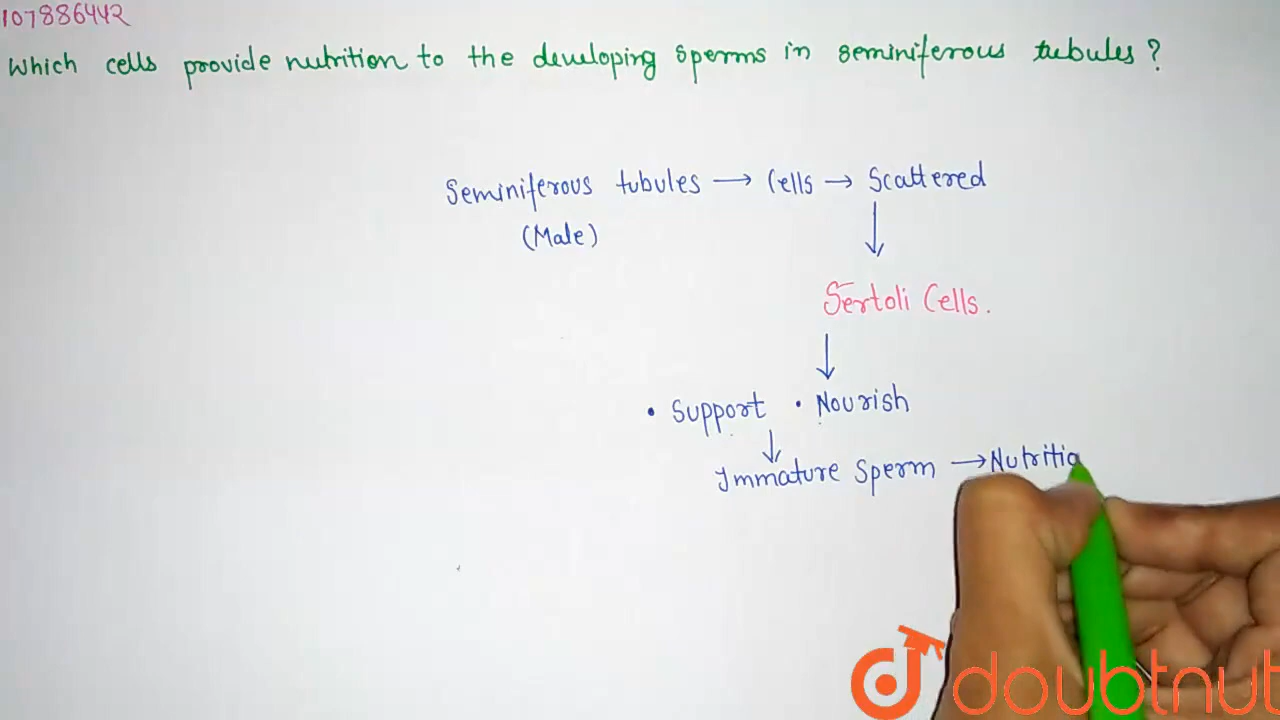 107886442
Which cells provide nutrition to the developing sperms in seminiferous tubules?
Seminiferous tubules → Cells → Scattered
(Male)
↓
Sertoli Cells.
↓
• Support • Nourish
↓
Immature Sperm → Nutritio
doubtnut